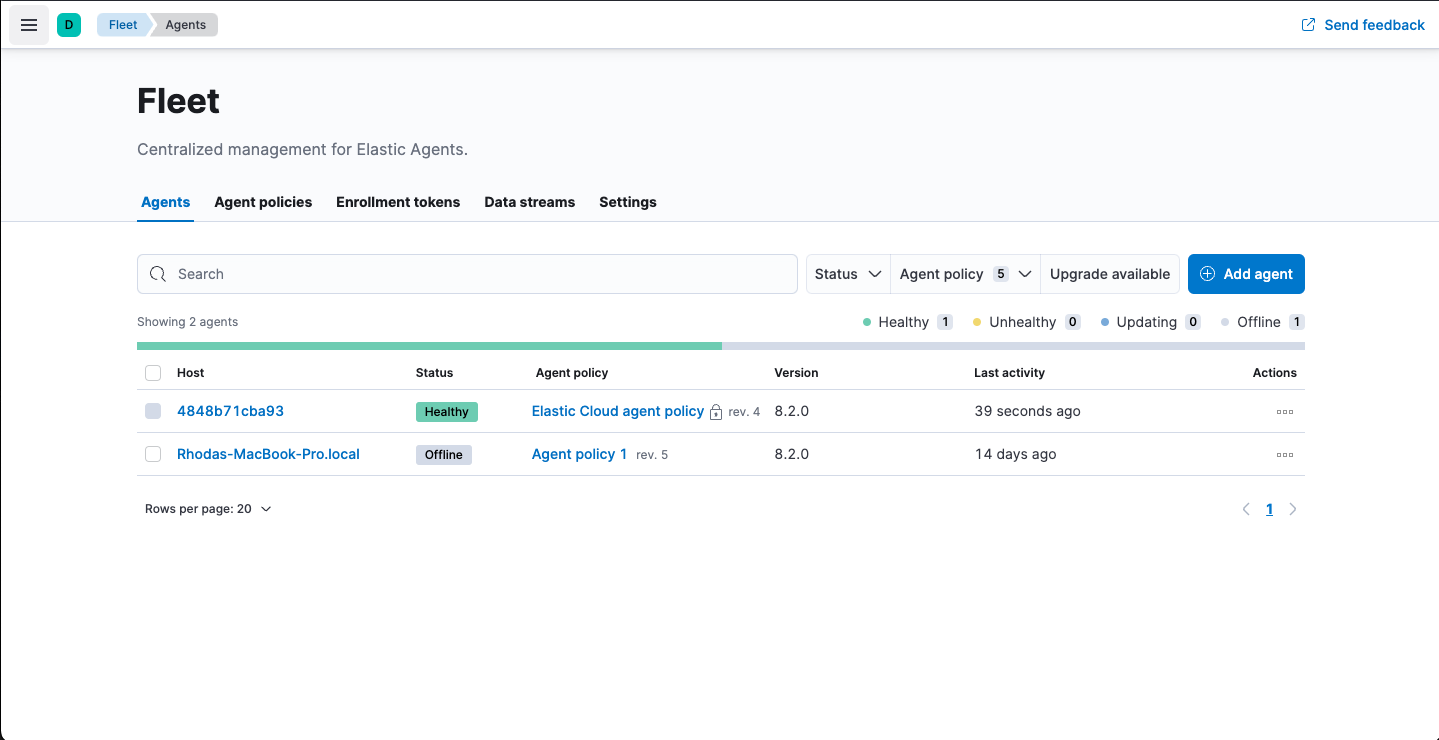 D Fleet Agents Send feedback
Fleet
Centralized management for Elastic Agents.
Agents Agent policies Enrollment tokens Data streams Settings
Search Status Agent policy 5 Upgrade available Add agent
Showing 2 agents Healthy 1 Unhealthy 0 Updating 0 Offline 1
Host Status Agent policy Version Last activity Actions
4848b71cba93 Healthy Elastic Cloud agent policy rev. 4 8.2.0 39 seconds ago
Rhodas-MacBook-Pro.local Offline Agent policy 1 rev. 5 8.2.0 14 days ago
Rows per page: 20 1